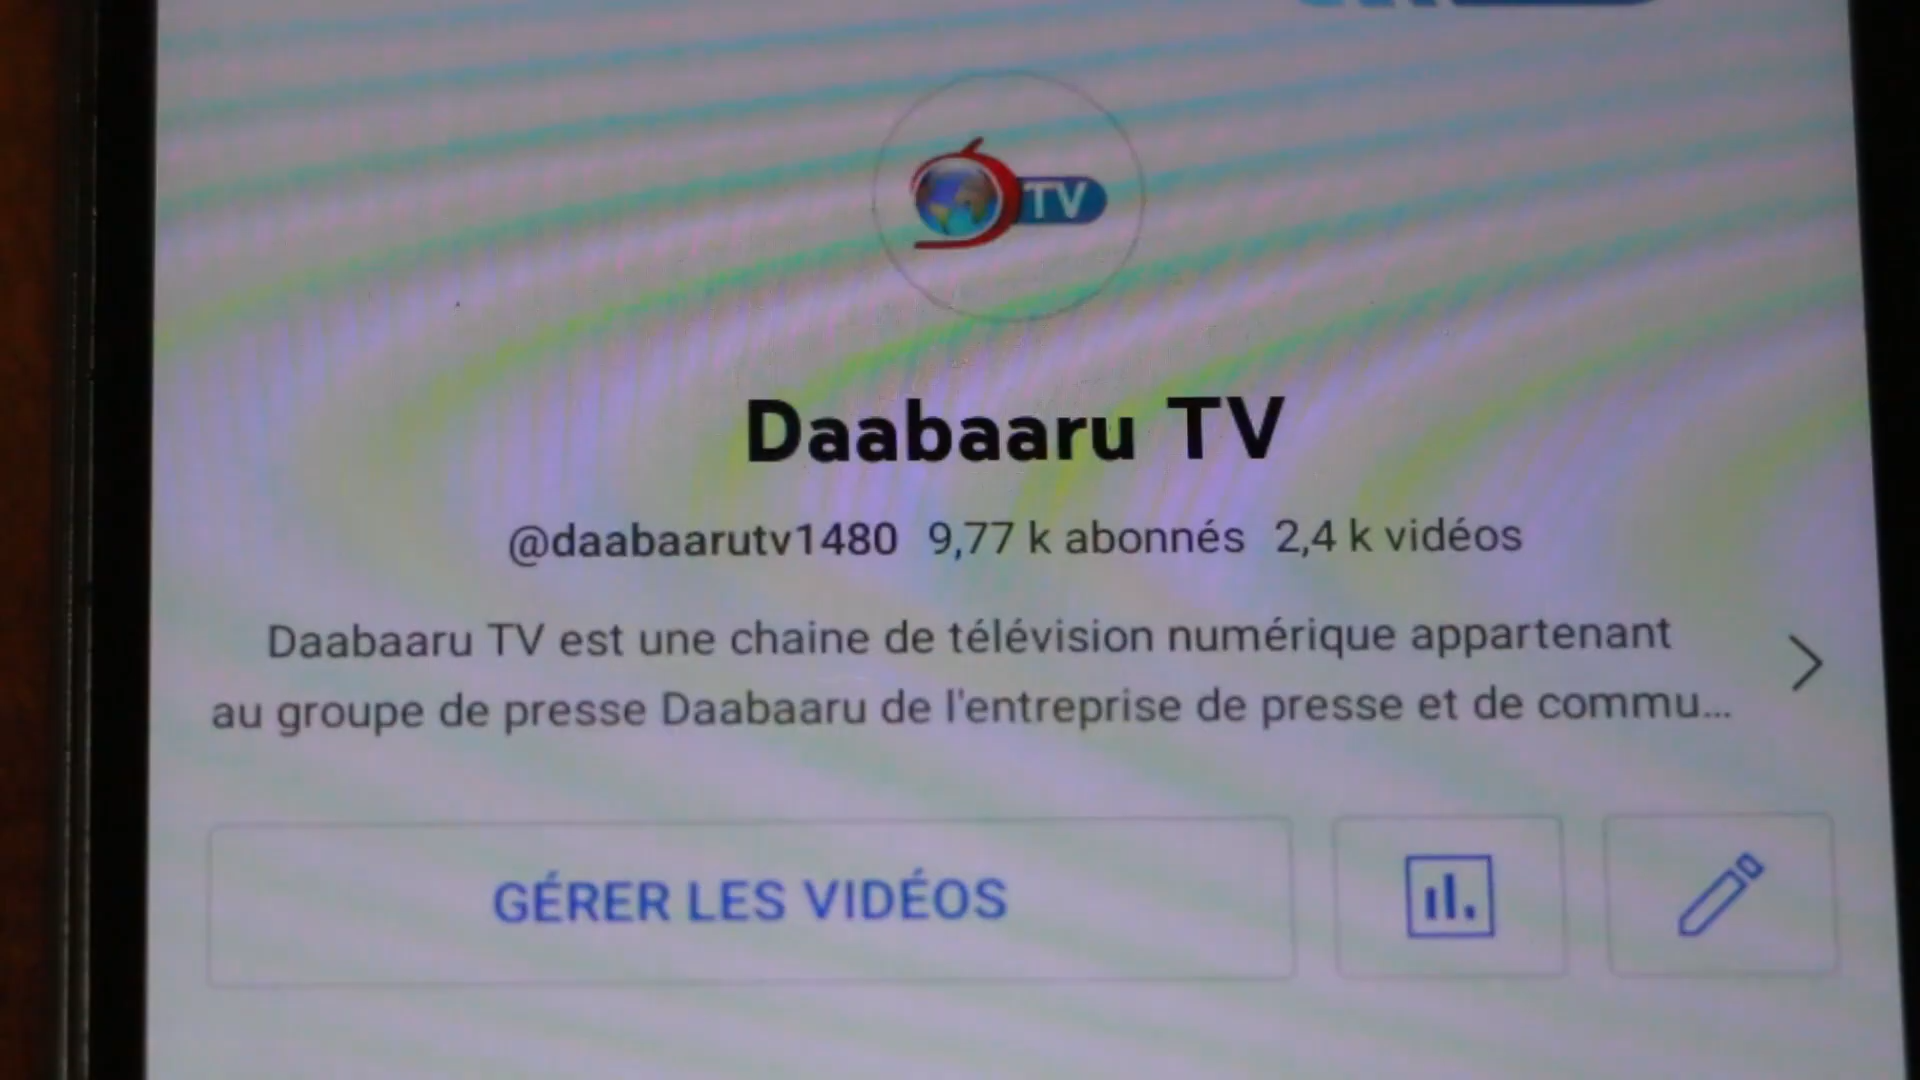 TV
Daabaaru TV
@daabaarutv1480 9,77 k abonnés 2,4 k vidéos
Daabaaru TV est une chaine de télévision numérique appartenant
au groupe de presse Daabaaru de l'entreprise de presse et de commu...
GÉRER LES VIDÉOS